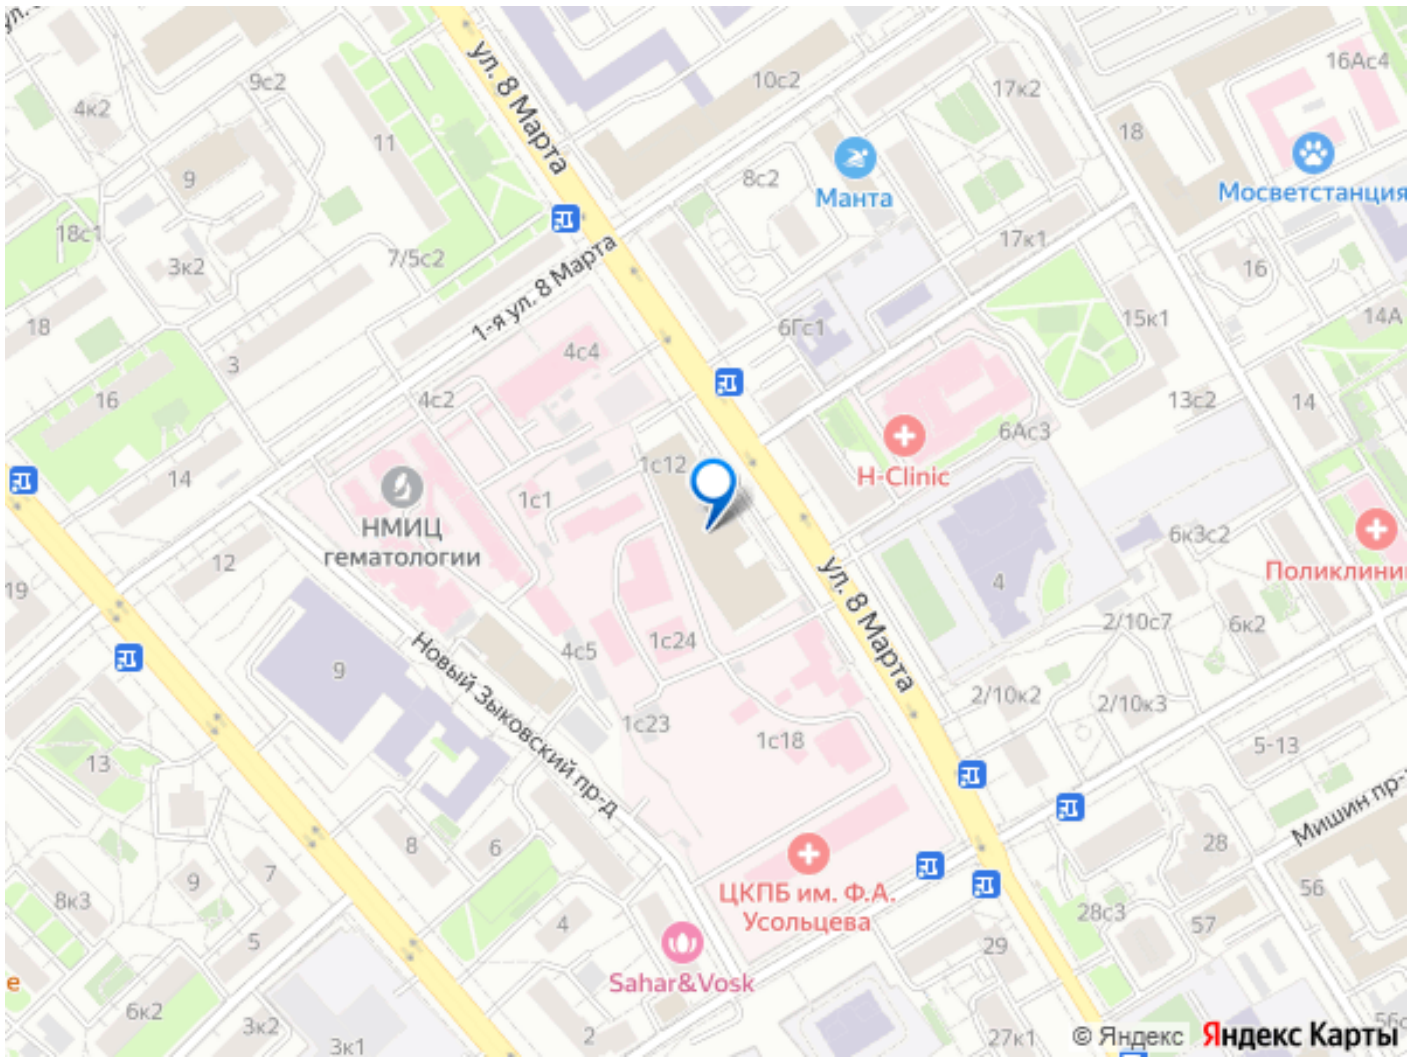 9с2
4к2
11
9
10с2
17к2
16Ас4
18
Манта
8с2
Мосветстанция
ул. 8 Марта
18с1
3к2
7/5с2
17к1
16
1-я ул. 8 Марта
18
3
6Гс1
15к1
14А
4с4
16
4с2
13с2
14
6Ас3
H-Clinic
14
1с12
1с1
НМИЦ
гематологии
12
19
6к3с2
4
Поликлини
ул. 8 Марта
2/10с7
6к2
1с24
4с5
9
Новый Зыковский пр-д
2/10к2
2/10к3
1с23
1с18
5-13
13
Мишин пр-
8
6
28
7
9
8к3
ЦКПБ им. Ф.А.
Усольцева
56
28с3
57
4
5
29
Sahar&Vosk
е
6к2
3к2
3к1
2
27к1
© Яндекс
Яндекс Карты